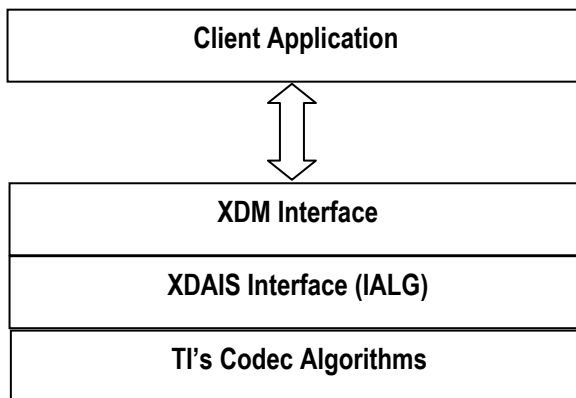 Client Application
XDM Interface
XDAIS Interface (IALG)
TI’s Codec Algorithms